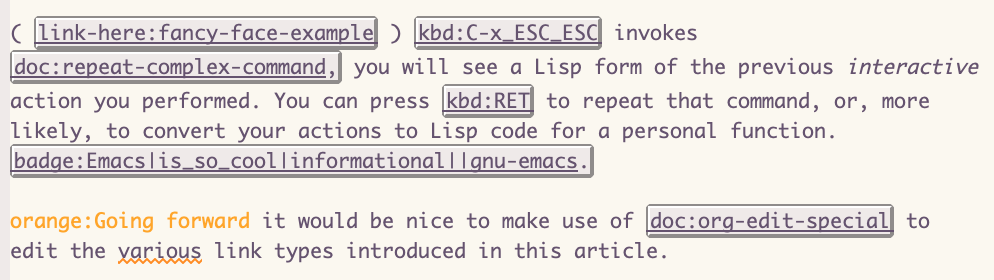 ( link-here:fancy-face-example ) kbd:C-x_ESC_ESC invokes
doc:repeat-complex-command, you will see a Lisp form of the previous interactive
action you performed. You can press kbd:RET to repeat that command, or, more
likely, to convert your actions to Lisp code for a personal function.
badge:Emacs|is_so_cool|informational||gnu-emacs.
orange:Going forward it would be nice to make use of doc:org-edit-special to
edit the various link types introduced in this article.